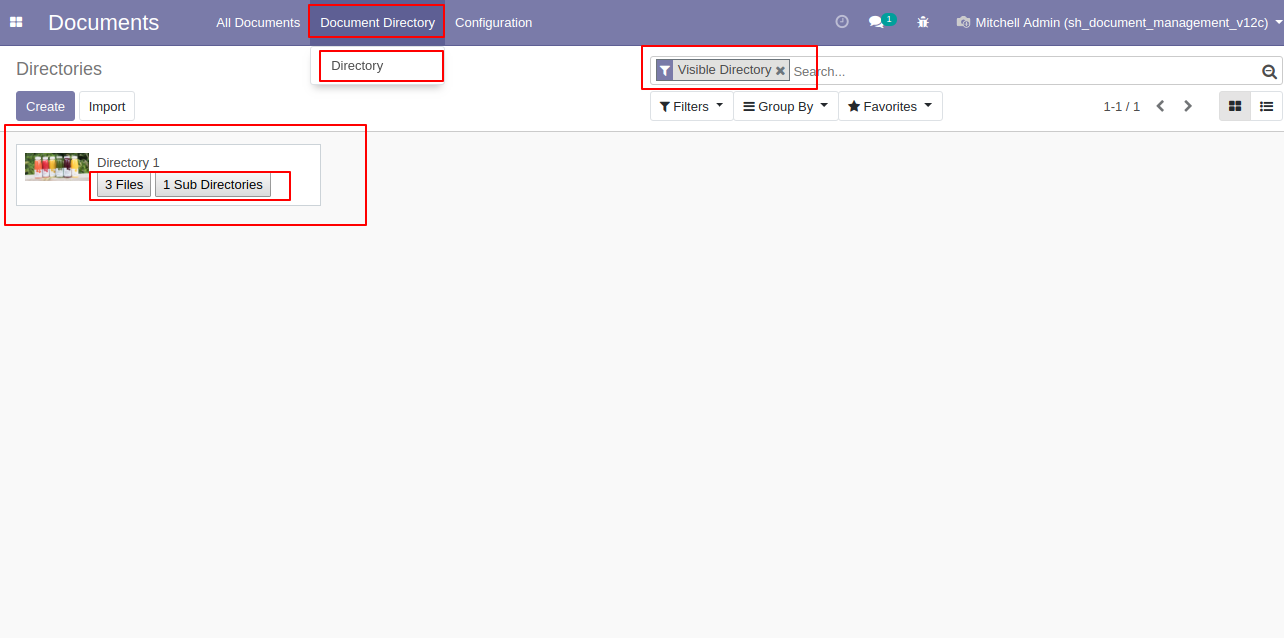 Documents
All Documents
Document Directory
Configuration
1
Mitchell Admin (sh_document_management_v12c)
Directory
Directories
Visible Directory
Search...
Create
Import
Filters
Group By
Favorites
1-1 / 1
Directory 1
3 Files
1 Sub Directories